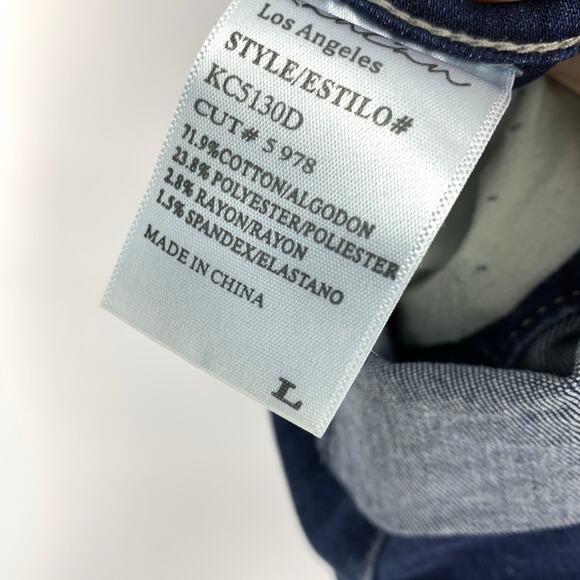 Los Angeles
STYLE/ESTILO#
KC5130D
CUT# 5 978
71.9%COTTON/ALGODON
23.8% POLYESTER/POLIESTER
2.8% RAYON/RAYON
1.5% SPANDEX/ELASTANO
MADE IN CHINA
L